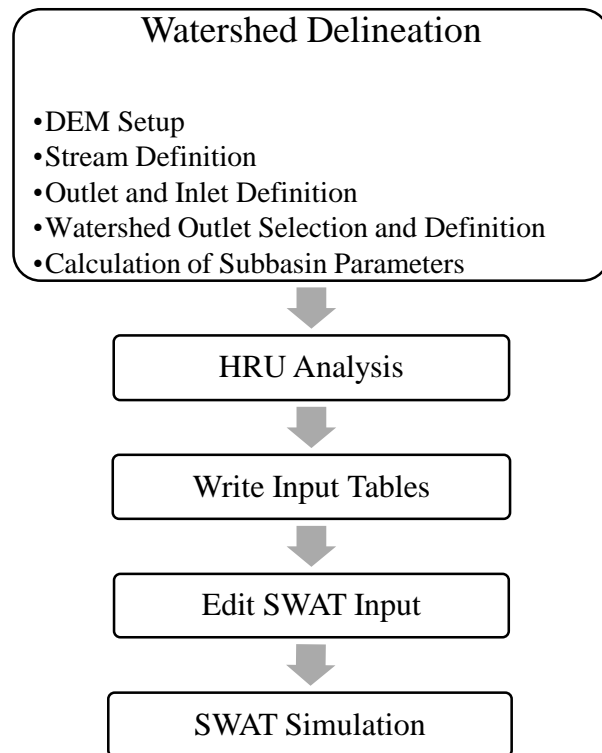 Watershed Delineation
•DEM Setup
•Stream Definition
•Outlet and Inlet Definition
•Watershed Outlet Selection and Definition
•Calculation of Subbasin Parameters
HRU Analysis
Write Input Tables
Edit SWAT Input
SWAT Simulation